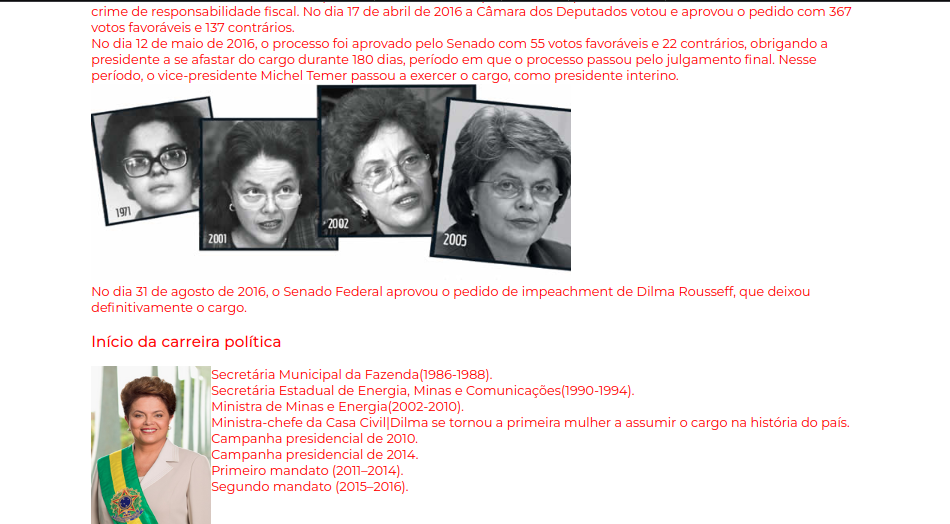 crime de responsabilidade fiscal. No dia 17 de abril de 2016 a Câmara dos Deputados votou e aprovou o pedido com 367
votos favoráveis e 137 contrários.
No dia 12 de maio de 2016, o processo foi aprovado pelo Senado com 55 votos favoráveis e 22 contrários, obrigando a
presidente a se afastar do cargo durante 180 dias, período em que o processo passou pelo julgamento final. Nesse
período, o vice-presidente Michel Temer passou a exercer o cargo, como presidente interino.
1971
2001
2002
2005
No dia 31 de agosto de 2016, o Senado Federal aprovou o pedido de impeachment de Dilma Rousseff, que deixou
definitivamente o cargo.
Início da carreira política
Secretária Municipal da Fazenda(1986-1988).
Secretária Estadual de Energia, Minas e Comunicações(1990-1994).
Ministra de Minas e Energia(2002-2010).
Ministra-chefe da Casa Civil|Dilma se tornou a primeira mulher a assumir o cargo na história do país.
Campanha presidencial de 2010.
Campanha presidencial de 2014.
Primeiro mandato (2011–2014).
Segundo mandato (2015–2016).